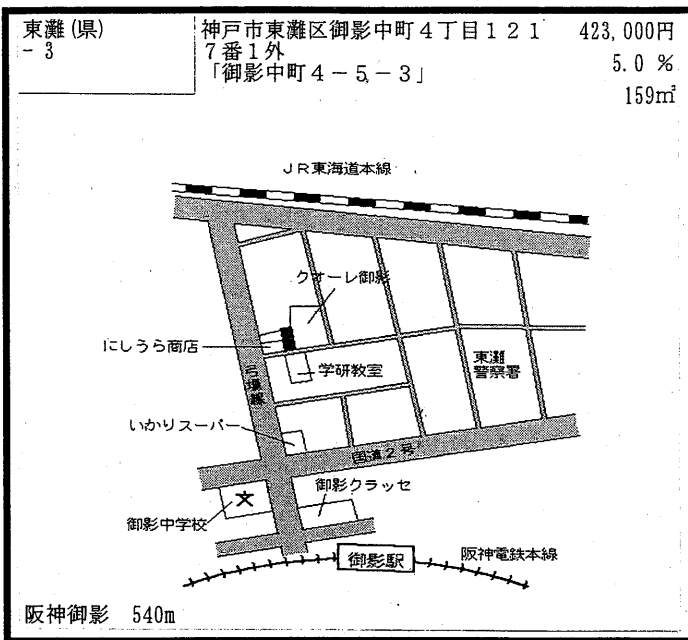 東灘(県)
- 3
神戸市東灘区御影中町4丁目121
7番1外
「御影中町4-5-3」
423,000円
5.0 %
159㎡
JR東海道本線
クオーレ御影
にしうら商店
学研教室
東灘
警察署
弓場線
いかりスーパー
国道2号
御影クラッセ
御影中学校
御影駅
阪神電鉄本線
阪神御影 540m